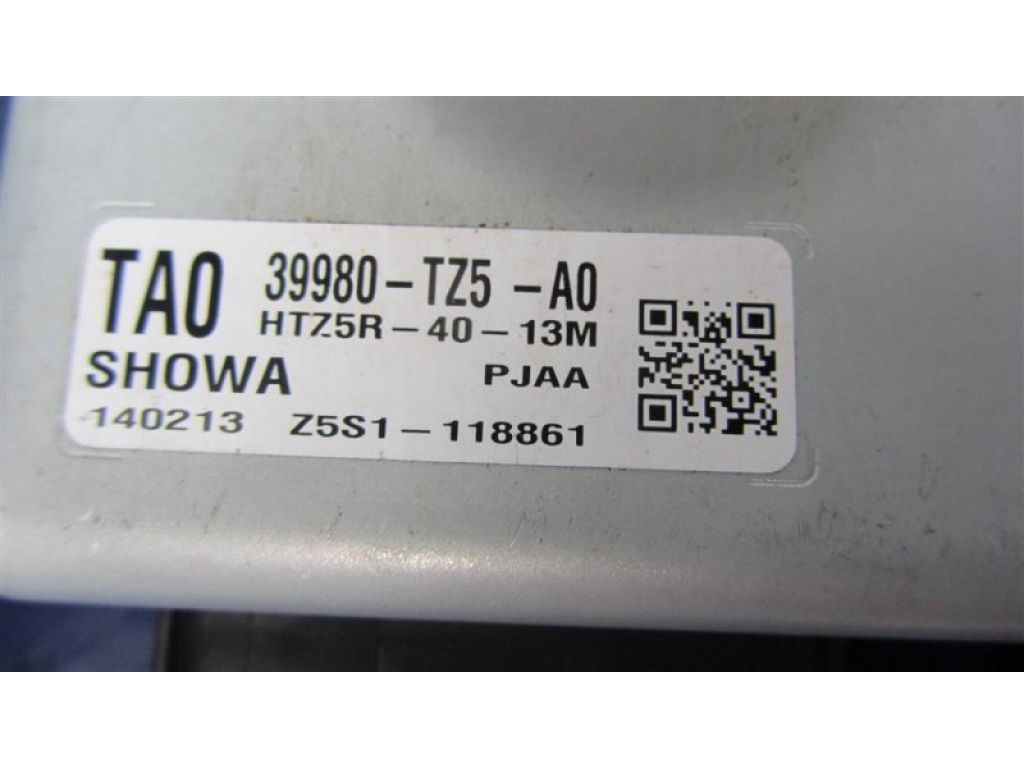 TA0 39980-TZ5-A0
HTZ5R-40-13M
SHOWA PJAA
140213 Z5S1-118861